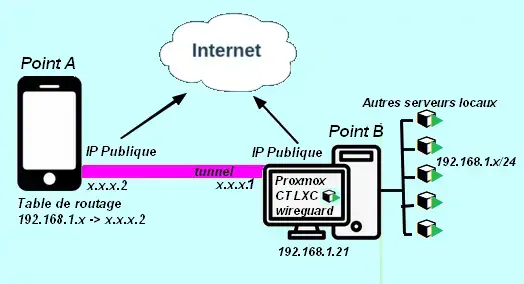 Internet
Point A
Autres serveurs locaux
Point B
IP Publique
IP Publique
192.168.1.x/24
tunnel
x.x.x.2
x.x.x.1
Proxmox
CT LXC
wireguard
Table de routage
192.168.1.x -> x.x.x.2
192.168.1.21